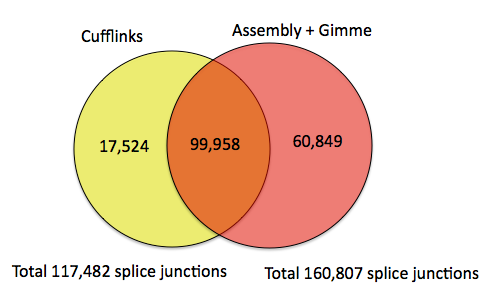 Cufflinks
Assembly + Gimme
17,524
99,958
60,849
Total 117,482 splice junctions
Total 160,807 splice junctions